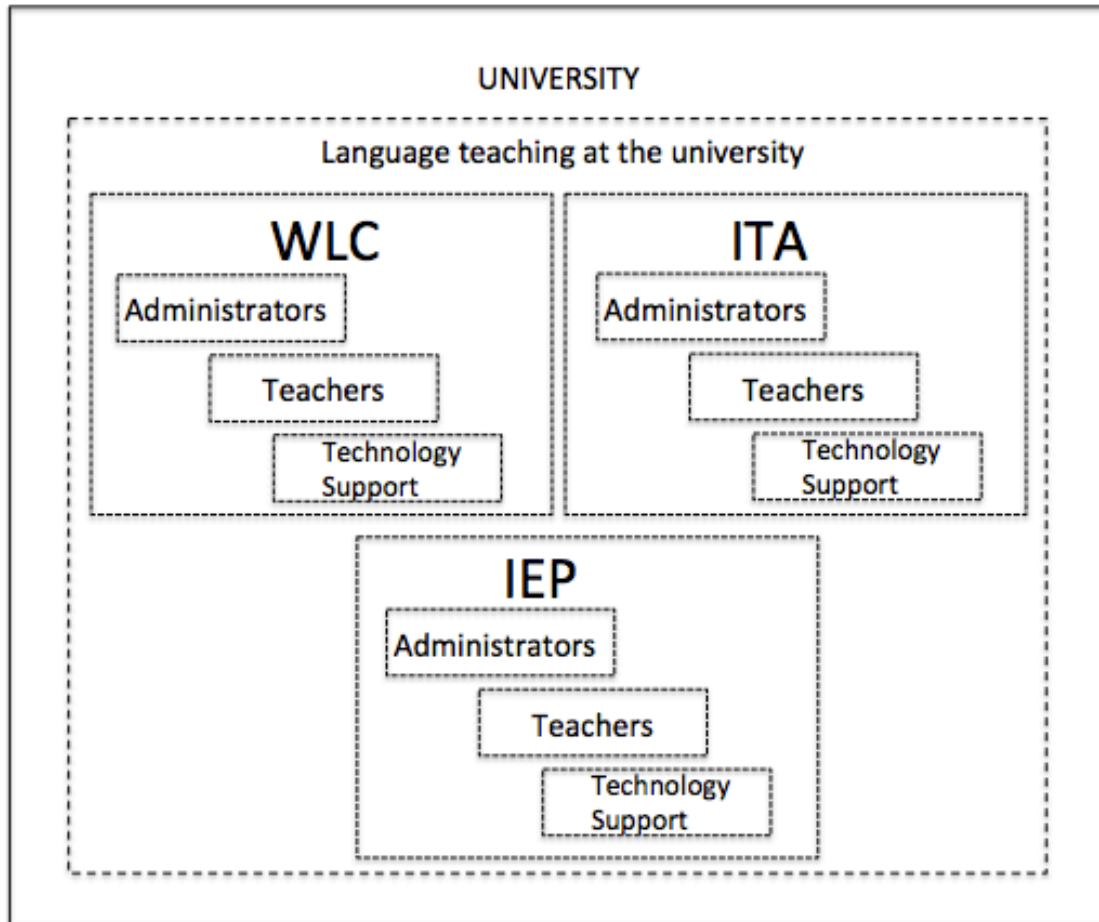 UNIVERSITY
Language teaching at the university
WLC
Administrators
Teachers
Technology
Support
ITA
Administrators
Teachers
Technology
Support
IEP
Administrators
Teachers
Technology
Support